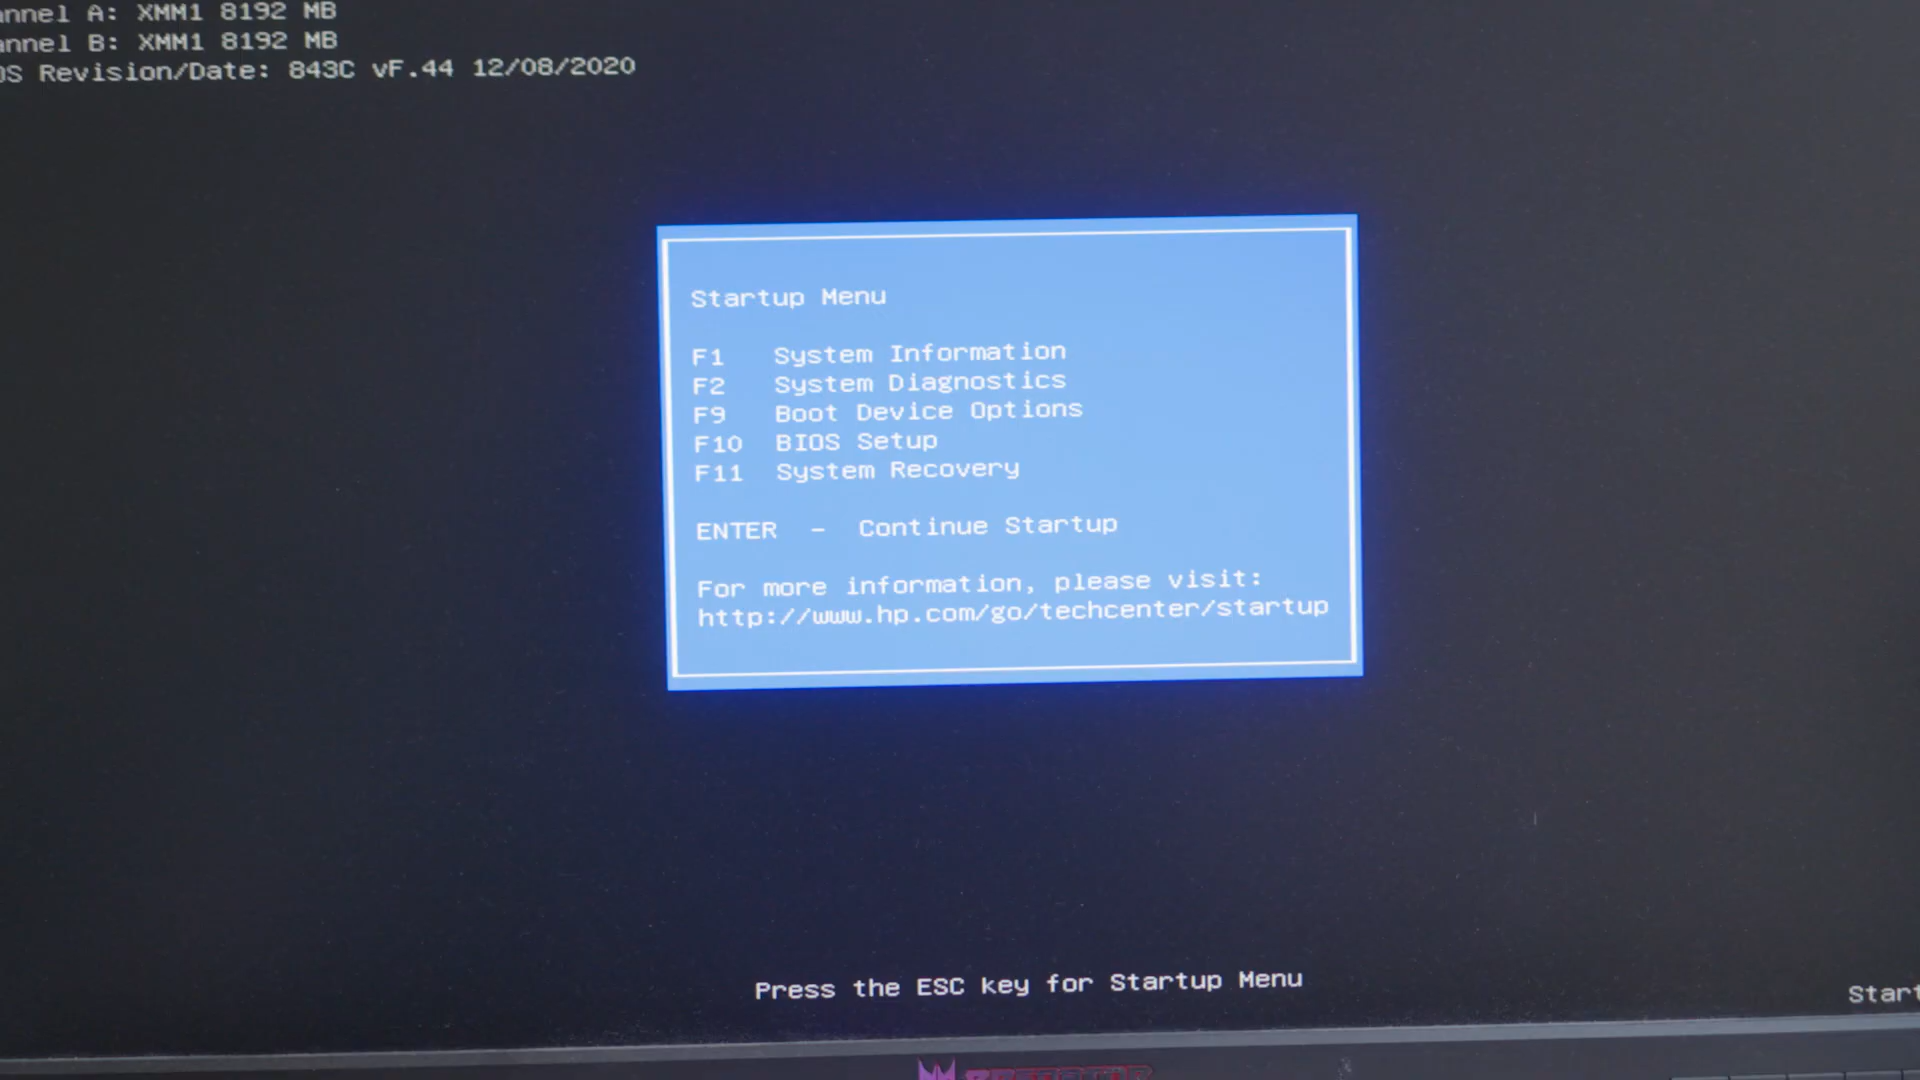 annel A: XMM1 8192 MB
annel B: XMM1 8192 MB
OS Revision/Date: 843C vF.44 12/08/2020
Startup Menu
F1 System Information
F2 System Diagnostics
F9 Boot Device Options
F10 BIOS Setup
F11 System Recovery
ENTER - Continue Startup
For more information, please visit:
http://www.hp.com/go/techcenter/startup
Press the ESC key for Startup Menu
Start